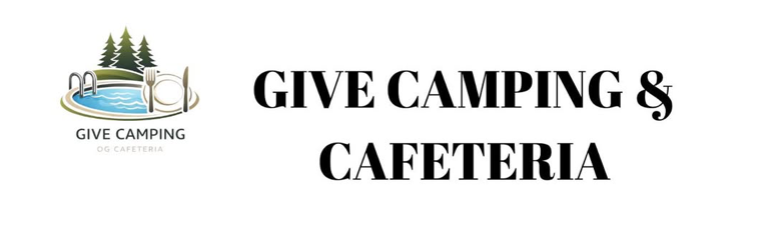 GIVE CAMPING
OG CAFETERIA
GIVE CAMPING &
CAFETERIA